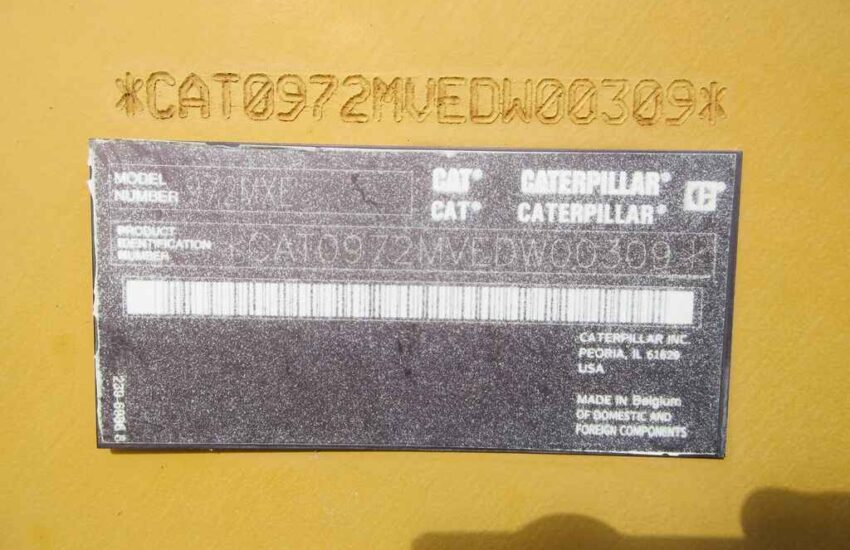 *CAT0972MVEDW00309*
MODEL NUMBER 972MXE
CAT® CATERPILLAR®
CAT® CATERPILLAR®
PRODUCT IDENTIFICATION NUMBER *CAT0972MVEDW00309*
CATERPILLAR INC.
PEORIA, IL 61629
USA
MADE IN Belgium
OF DOMESTIC AND
FOREIGN COMPONENTS